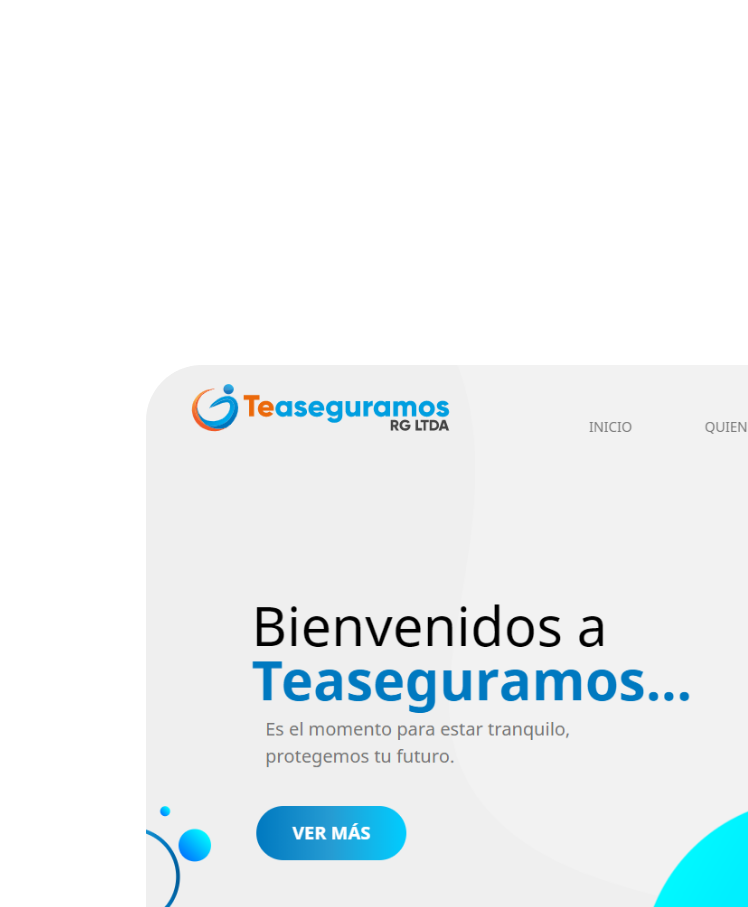 Teaseguramos
RG LTDA
INICIO
QUIEN
Bienvenidos a
Teaseguramos...
Es el momento para estar tranquilo,
protegemos tu futuro.
VER MÁS